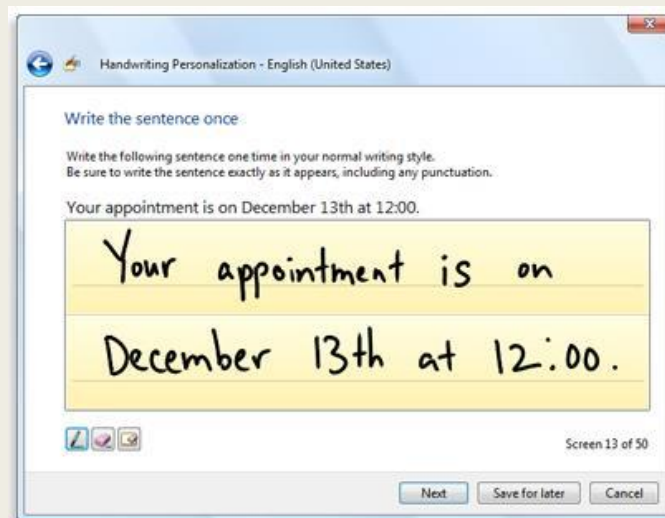 Handwriting Personalization - English (United States)
Write the sentence once
Write the following sentence one time in your normal writing style.
Be sure to write the sentence exactly as it appears, including any punctuation.
Your appointment is on December 13th at 12:00.
Your appointment is on
December 13th at 12:00.
Screen 13 of 50
Next Save for later Cancel